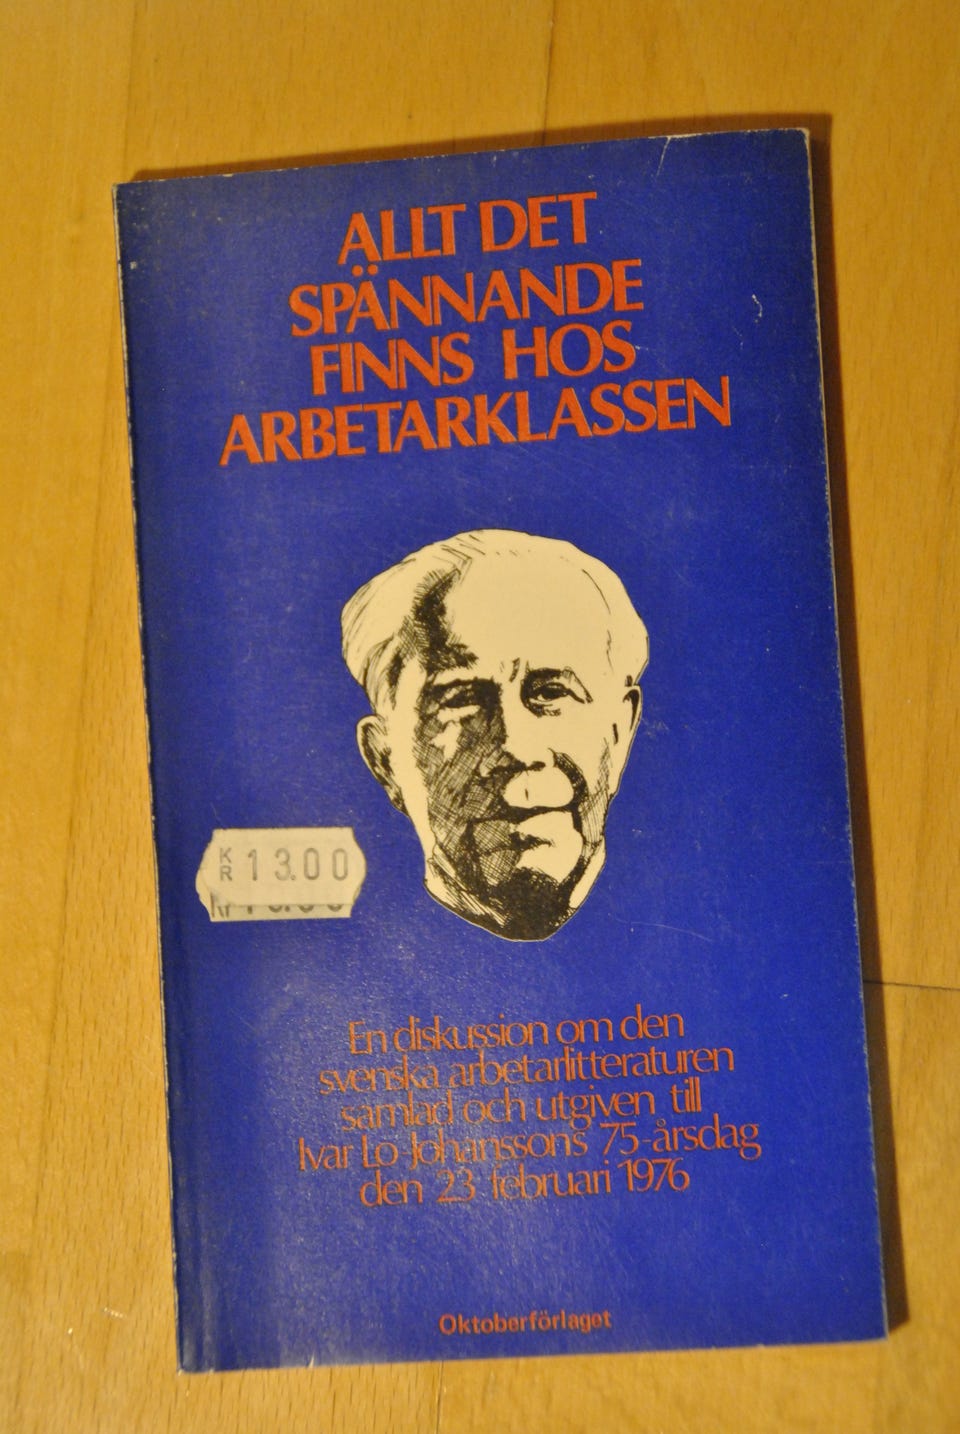 ALLT DET
SPÄNNANDE
FINNS HOS
ARBETARKLASSEN
KR 13.00
En diskussion om den
svenska arbetarlitteraturen
samlad och utgiven till
Ivar Lo-Johanssons 75-årsdag
den 23 februari 1976
Oktoberförlaget